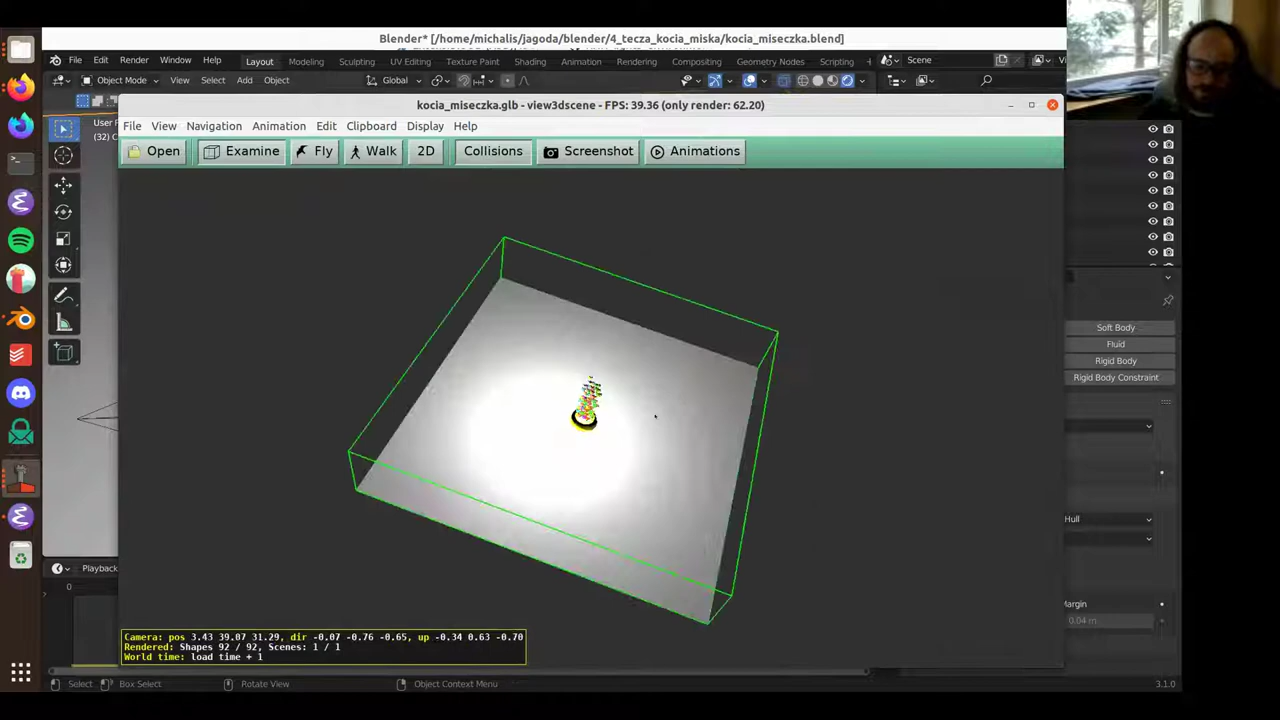 Blender* [/home/michalis/jagoda/blender/4_tecza_kocia_miska/kocia_miseczka.blend]
File Edit Render Window Help Layout Modeling Sculpting UV Editing Texture Paint Shading Animation Rendering Compositing Geometry Nodes Scripting Scene
Object Mode View Select Add Object Global
kocia_miseczka.glb - view3dscene - FPS: 39.36 (only render: 62.20)
File View Navigation Animation Edit Clipboard Display Help
Open Examine Fly Walk 2D Collisions Screenshot Animations
User P
(32) C
Soft Body
Fluid
Rigid Body
Rigid Body Constraint
Hull
Playback
0
Margin
0.04 m
Camera: pos 3.43 39.07 31.29, dir -0.07 -0.76 -0.65, up -0.34 0.63 -0.70
Rendered: Shapes 92 / 92, Scenes: 1 / 1
World time: load time + 1
Select Box Select Rotate View Object Context Menu 3.1.0